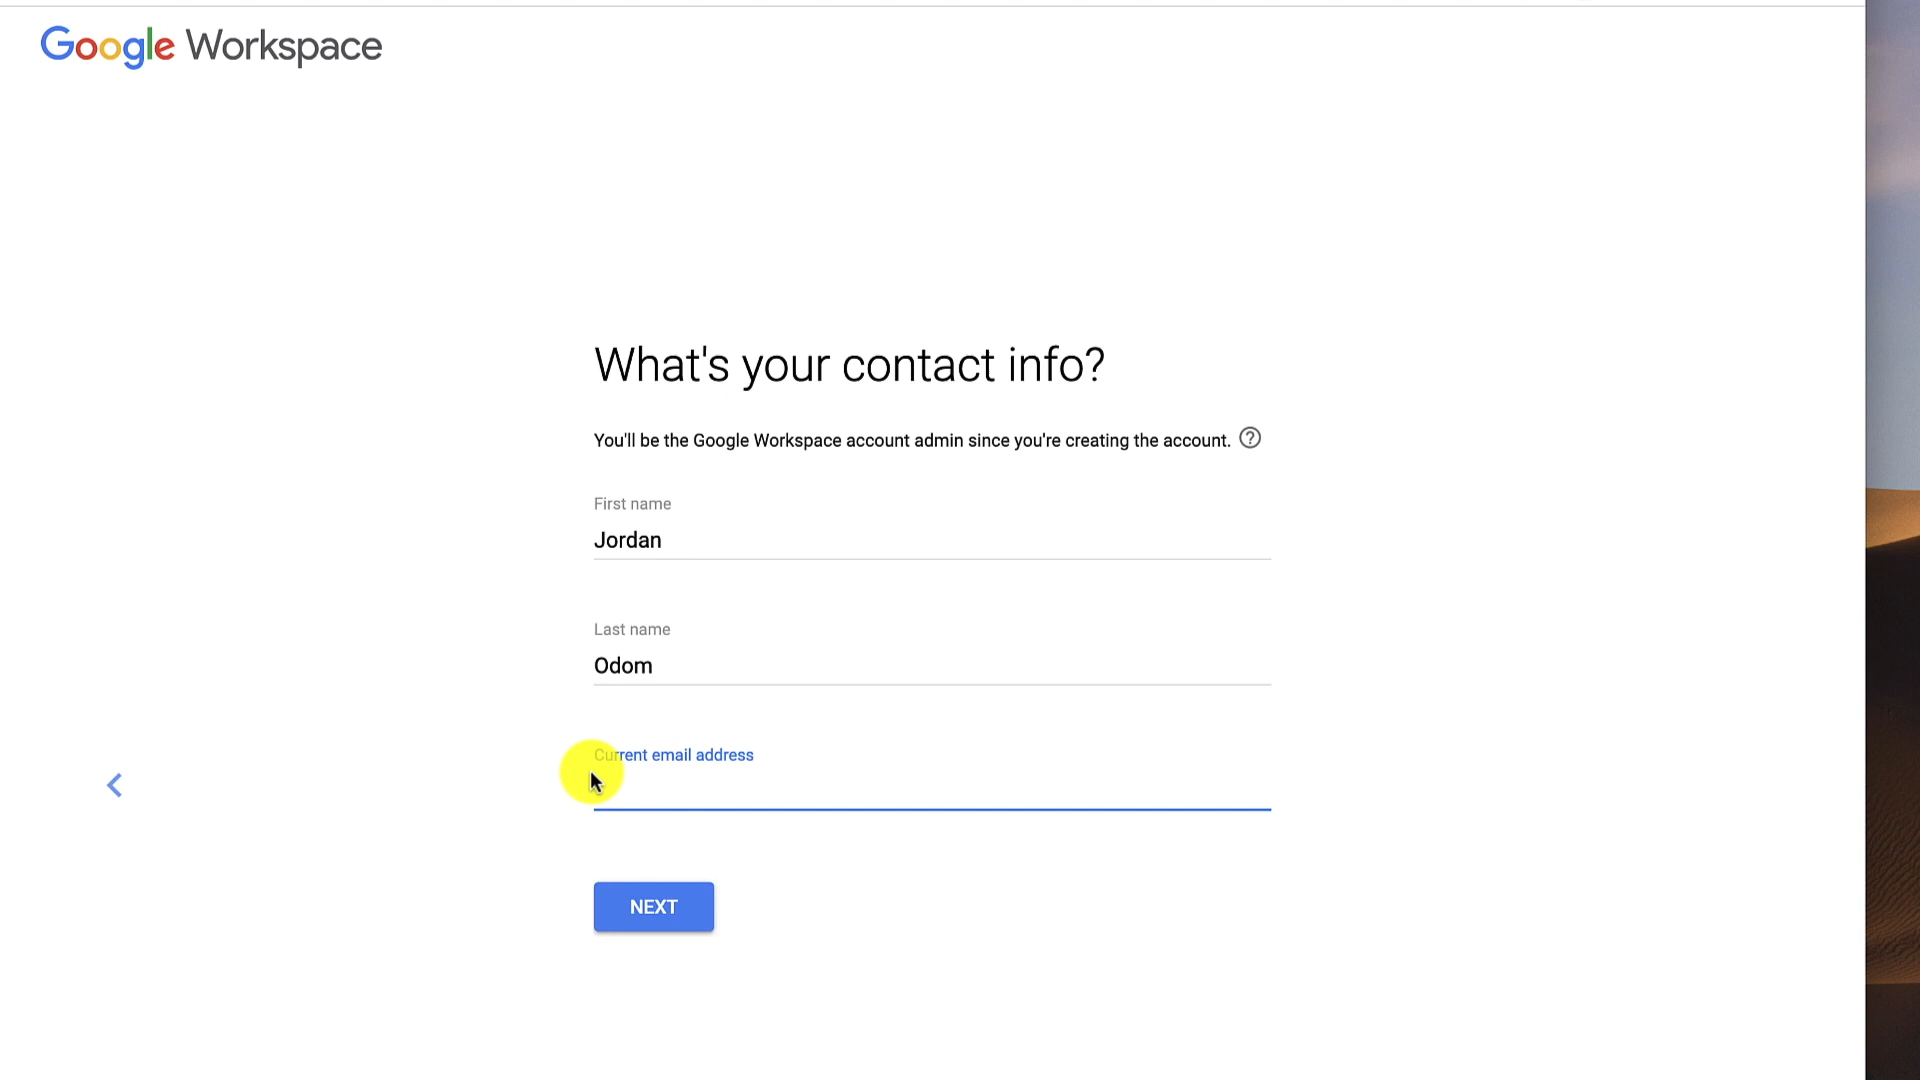 Google Workspace
What's your contact info?
You'll be the Google Workspace account admin since you're creating the account.
First name
Jordan
Last name
Odom
Current email address
NEXT